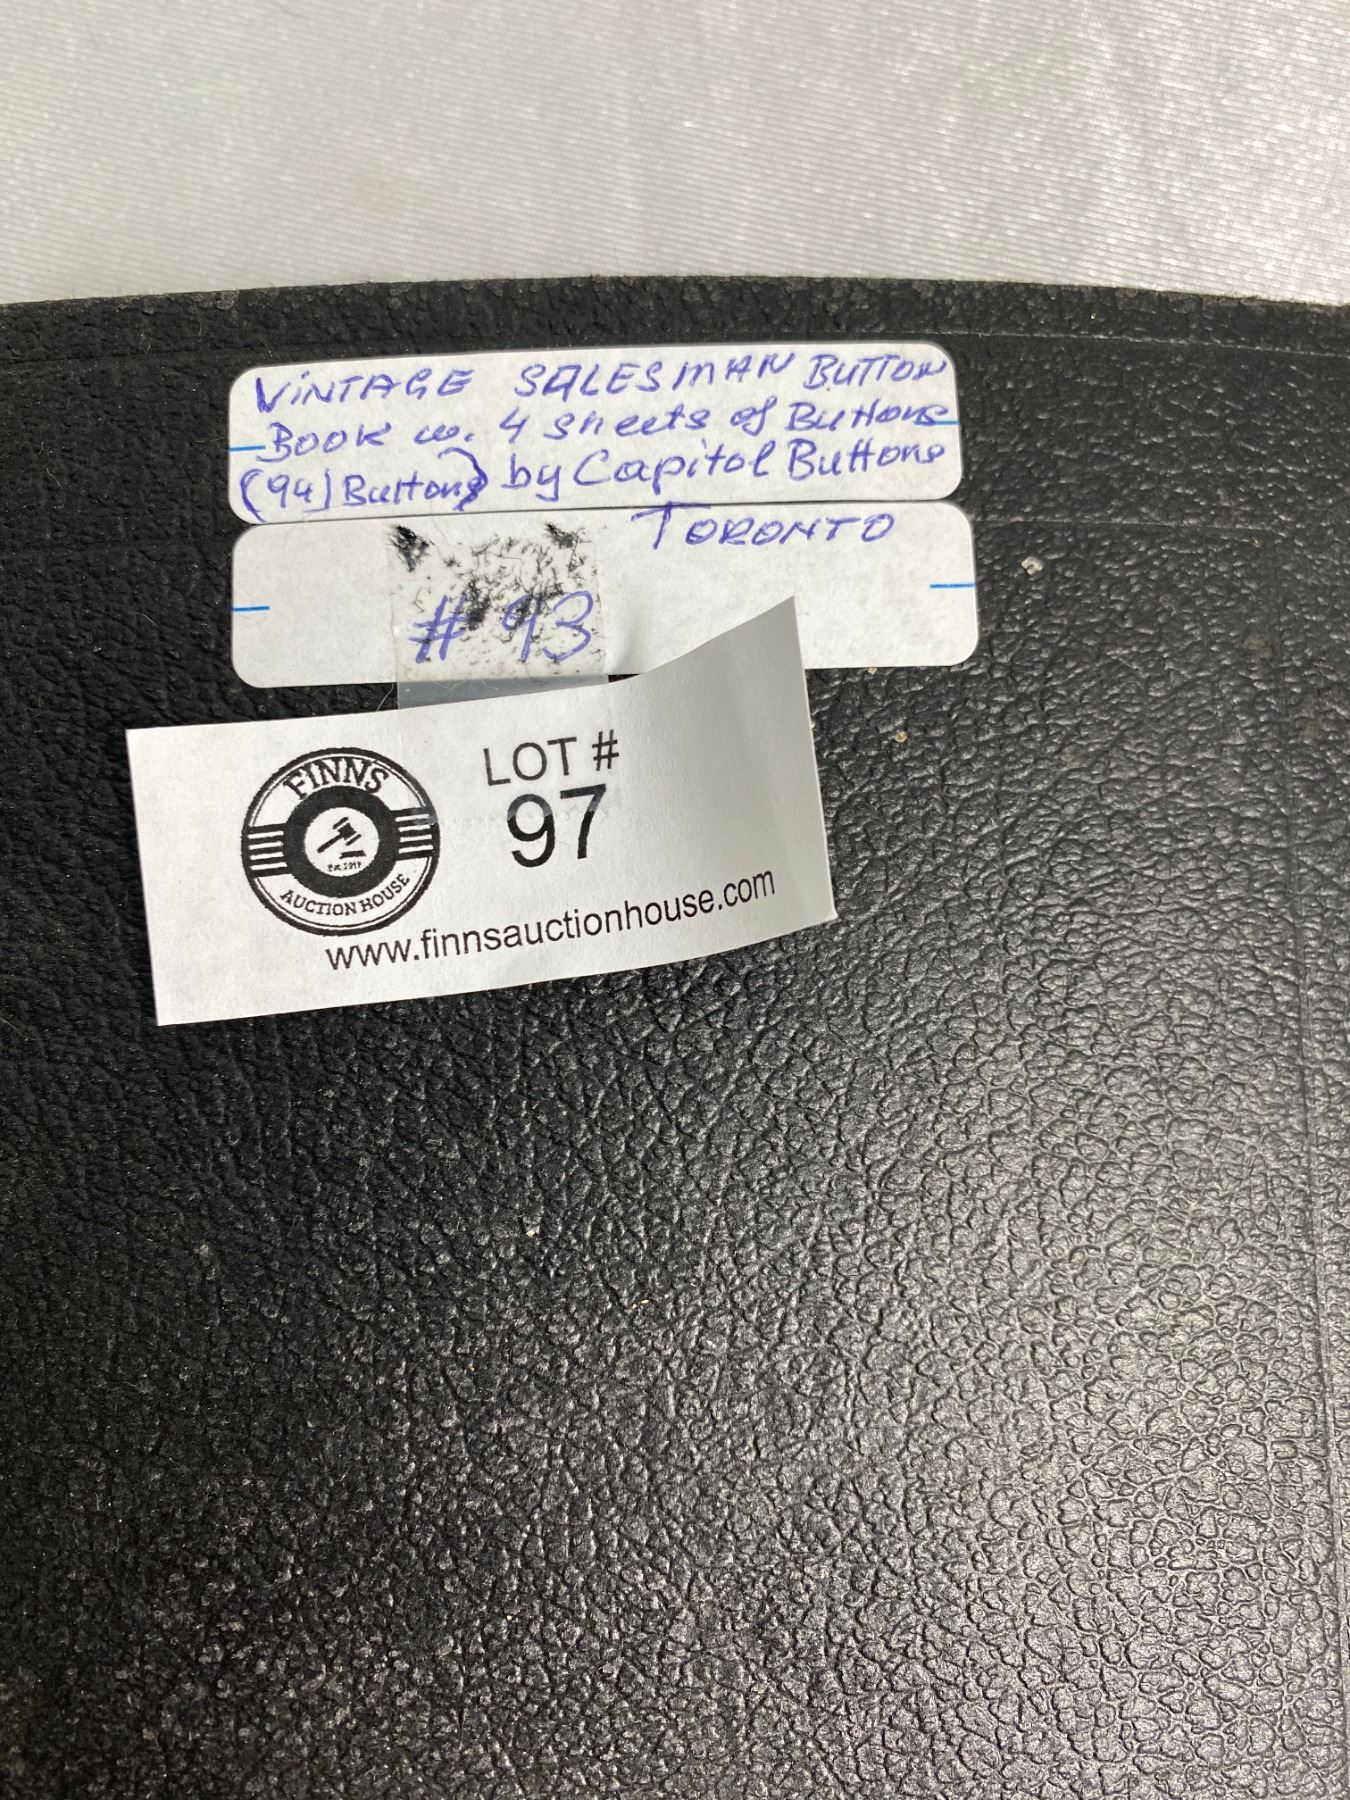 VINTAGE SALESMAN BUTTON
BOOK w. 4 sheets of Buttons
(94) Buttons) by Capitol Buttons
TORONTO
# 93
FINNS
AUCTION HOUSE
LOT #
97
www.finnsauctionhouse.com